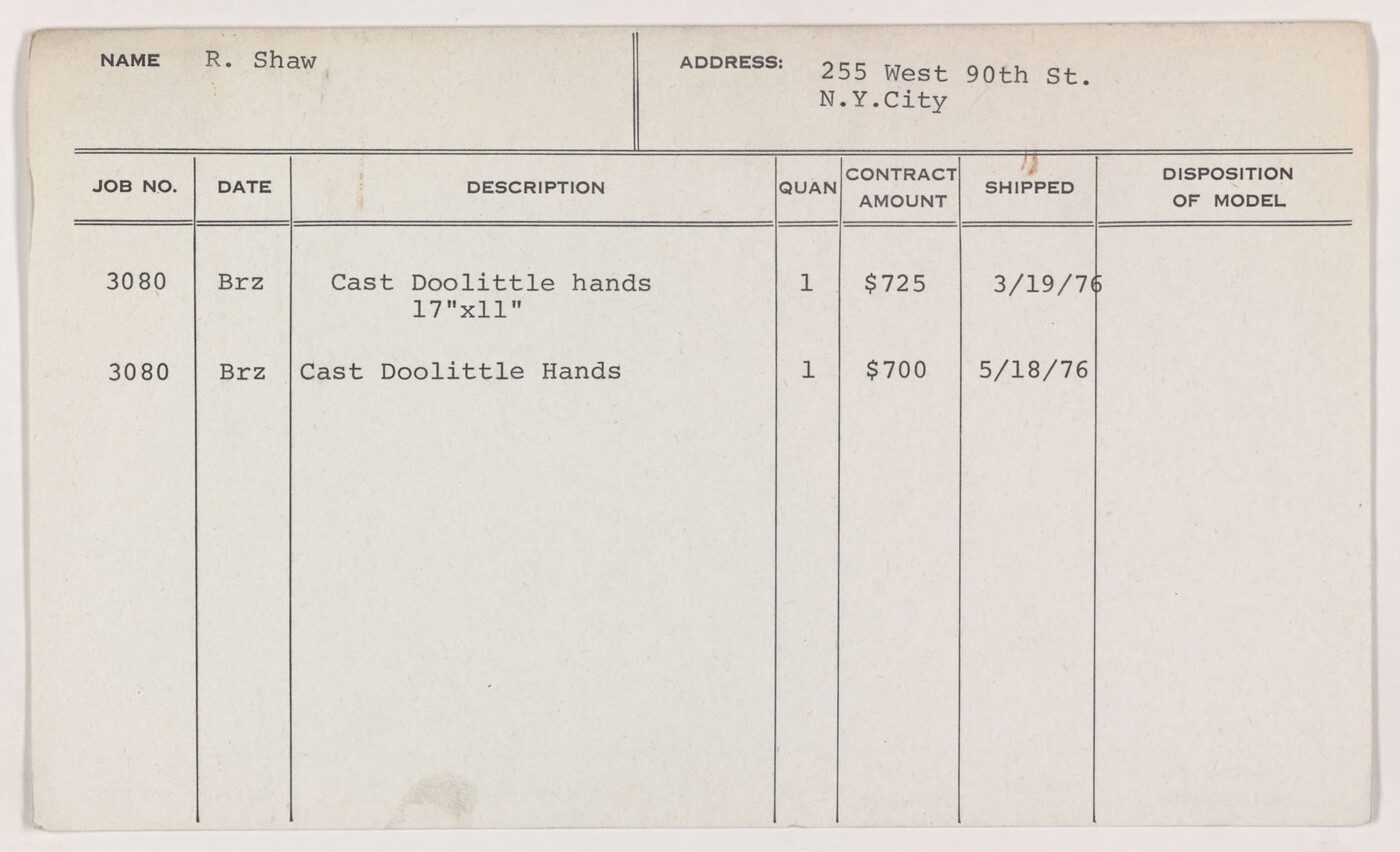 NAME R. Shaw ADDRESS: 255 West 90th St.
N.Y.City
JOB NO. DATE DESCRIPTION QUAN CONTRACT AMOUNT SHIPPED DISPOSITION OF MODEL
3080 Brz Cast Doolittle hands 1 $725 3/19/76
17"x11"
3080 Brz Cast Doolittle Hands 1 $700 5/18/76